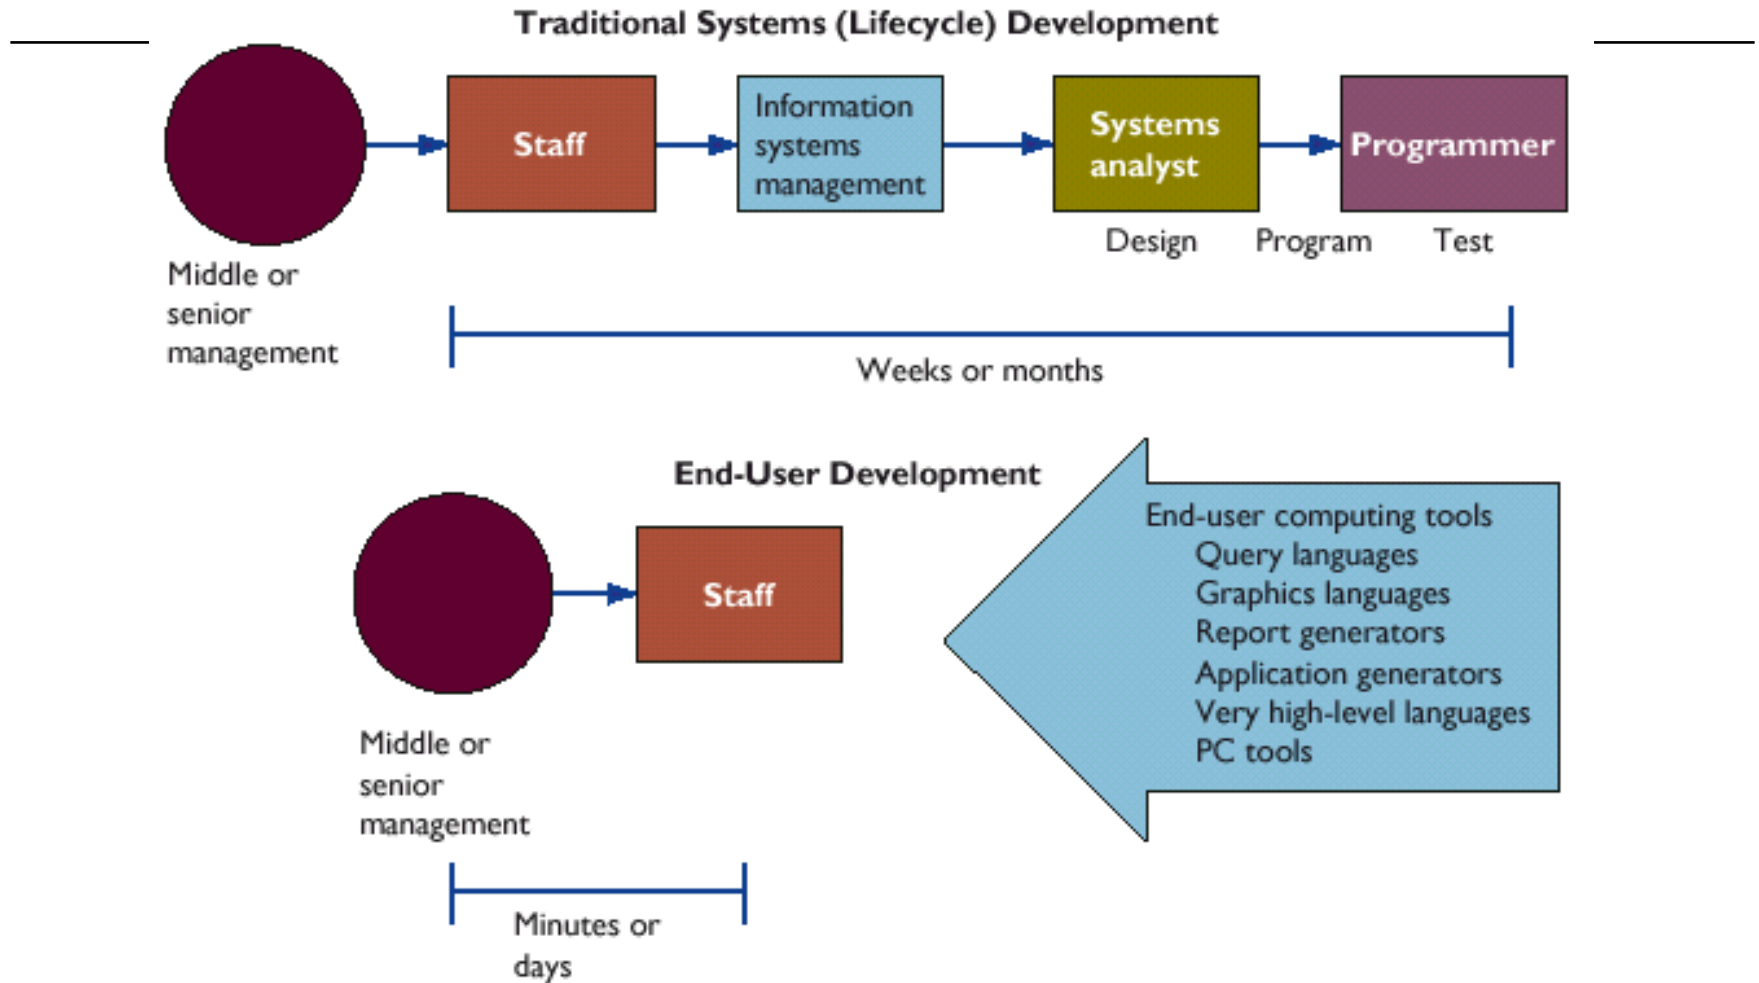 Traditional Systems (Lifecycle) Development
Staff
Information
systems
management
Systems
analyst
Programmer
Design Program Test
Middle or
senior
management
Weeks or months
End-User Development
Staff
End-user computing tools
Query languages
Graphics languages
Report generators
Application generators
Very high-level languages
PC tools
Middle or
senior
management
Minutes or
days